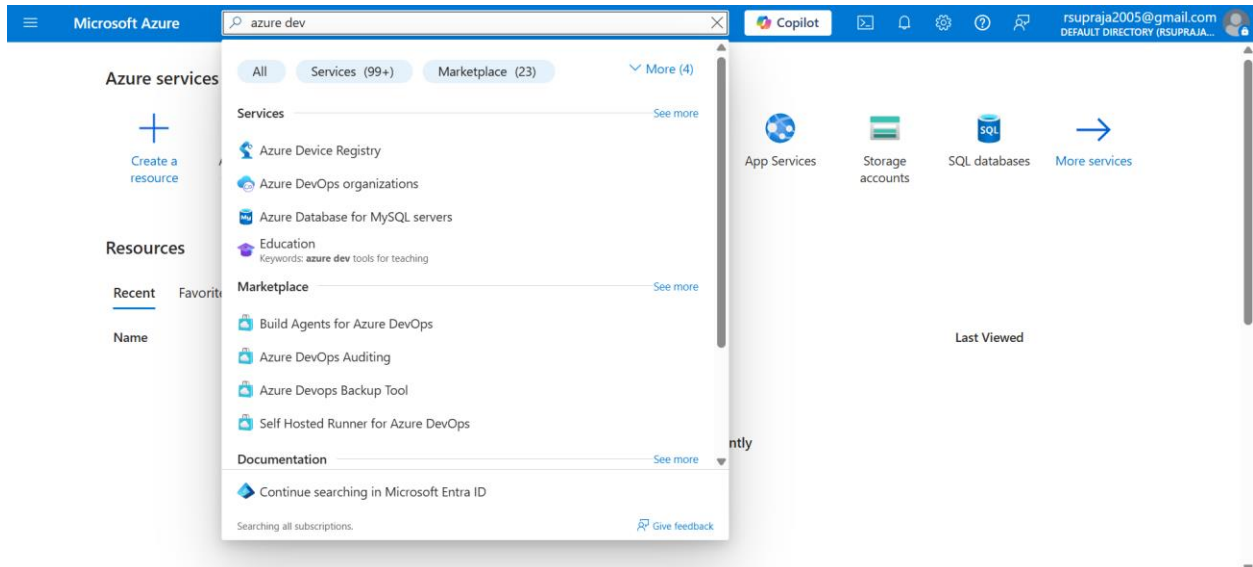 Microsoft Azure
azure dev
Copilot
rsupraja2005@gmail.com
DEFAULT DIRECTORY (RSUPRAJA...
Azure services
All
Services (99+)
Marketplace (23)
More (4)
Services
See more
Azure Device Registry
Azure DevOps organizations
Azure Database for MySQL servers
Education
Keywords: azure dev tools for teaching
Marketplace
See more
Build Agents for Azure DevOps
Azure DevOps Auditing
Azure Devops Backup Tool
Self Hosted Runner for Azure DevOps
Documentation
See more
Continue searching in Microsoft Entra ID
Searching all subscriptions.
Give feedback
Create a
resource
App Services
Storage
accounts
SQL
SQL databases
More services
Resources
Recent
Favorite
Name
Last Viewed
ntly